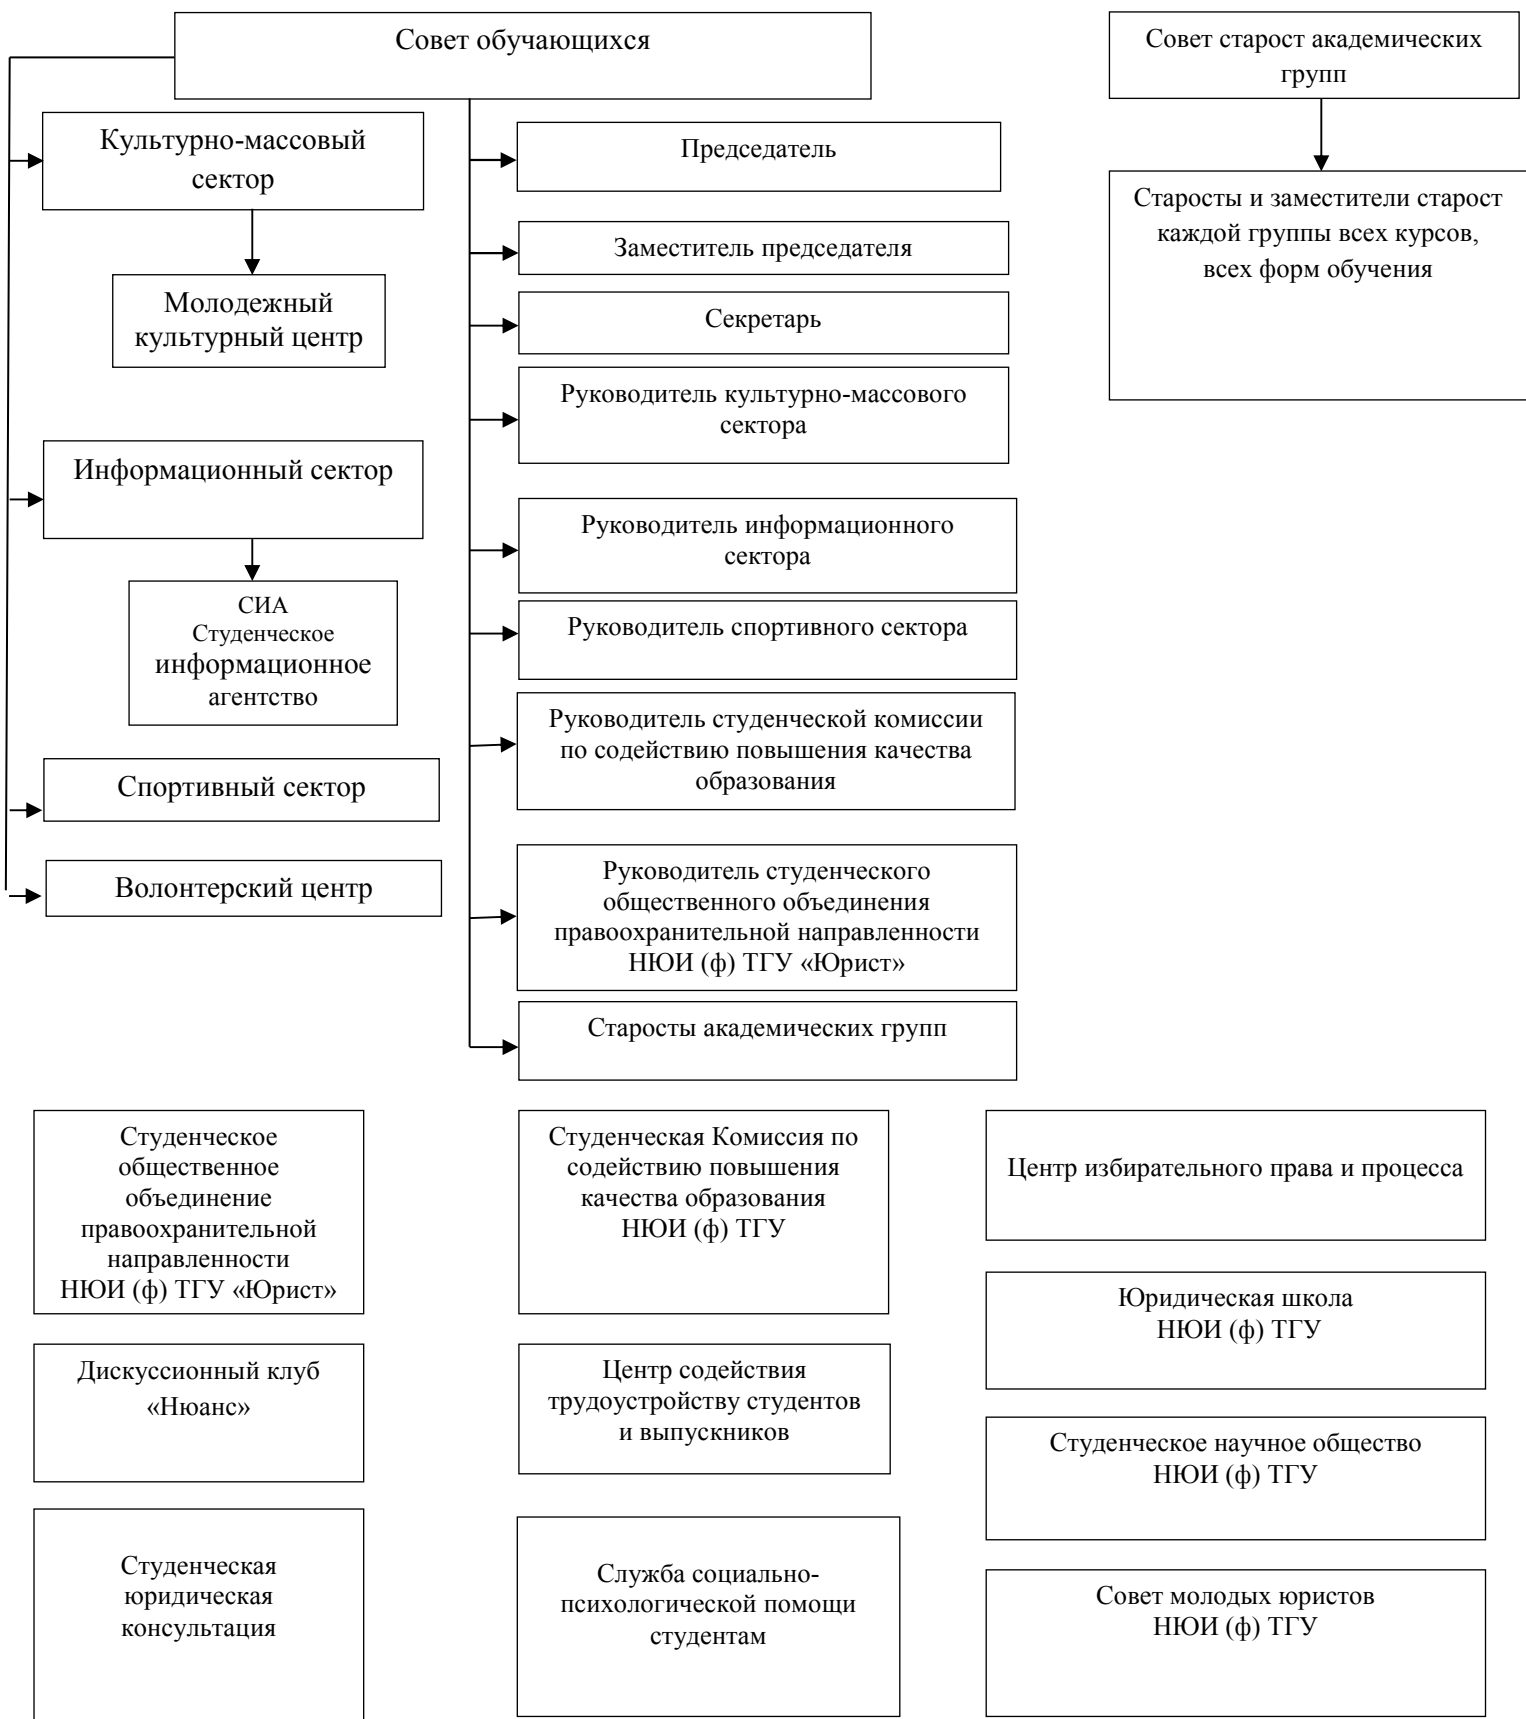 Совет обучающихся
Совет старост академических
групп
Культурно-массовый
сектор
Молодежный
культурный центр
Информационный сектор
СИА
Студенческое
информационное
агентство
Спортивный сектор
Волонтерский центр
Председатель
Заместитель председателя
Секретарь
Руководитель культурно-массового
сектора
Руководитель информационного
сектора
Руководитель спортивного сектора
Руководитель студенческой комиссии
по содействию повышения качества
образования
Руководитель студенческого
общественного объединения
правоохранительной направленности
НЮИ (ф) ТГУ «Юрист»
Старосты академических групп
Старосты и заместители старост
каждой группы всех курсов,
всех форм обучения
Студенческое
общественное
объединение
правоохранительной
направленности
НЮИ (ф) ТГУ «Юрист»
Дискуссионный клуб
«Нюанс»
Студенческая
юридическая
консультация
Студенческая Комиссия по
содействию повышения
качества образования
НЮИ (ф) ТГУ
Центр содействия
трудоустройству студентов
и выпускников
Служба социально-
психологической помощи
студентам
Центр избирательного права и процесса
Юридическая школа
НЮИ (ф) ТГУ
Студенческое научное общество
НЮИ (ф) ТГУ
Совет молодых юристов
НЮИ (ф) ТГУ